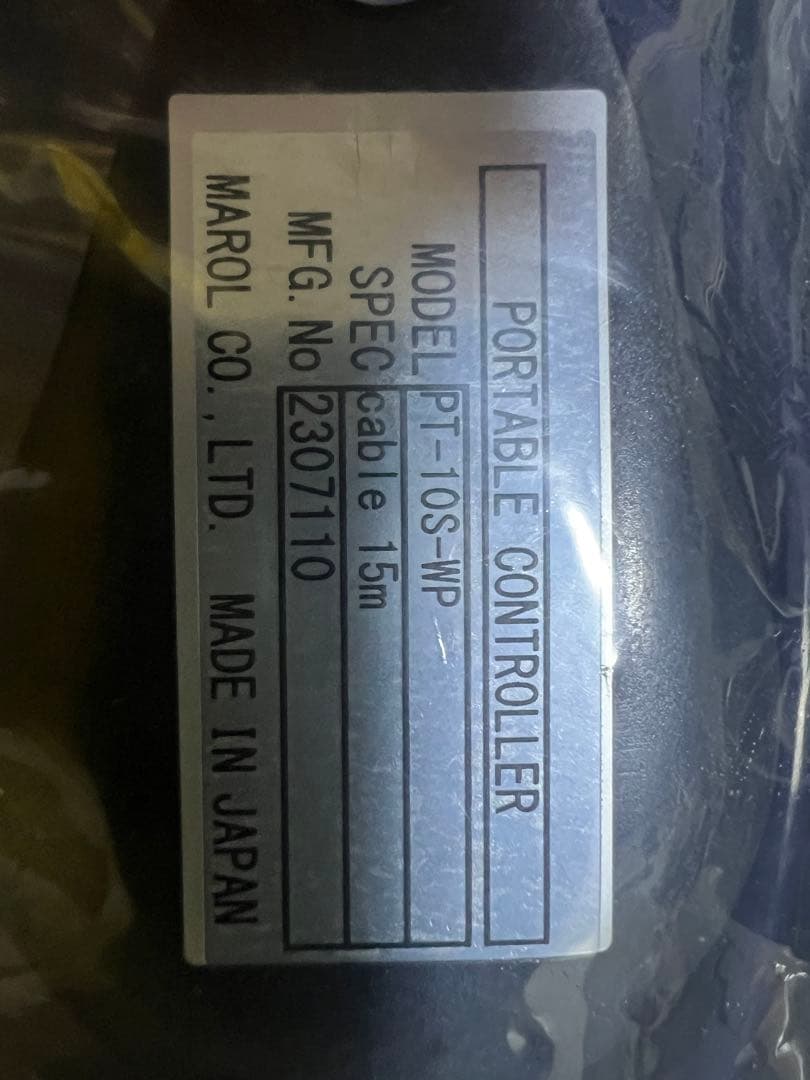 PORTABLE CONTROLLER
MODEL PT-10S-WP
SPEC cable 15m
MFG. No 2307110
MAROL CO., LTD. MADE IN JAPAN